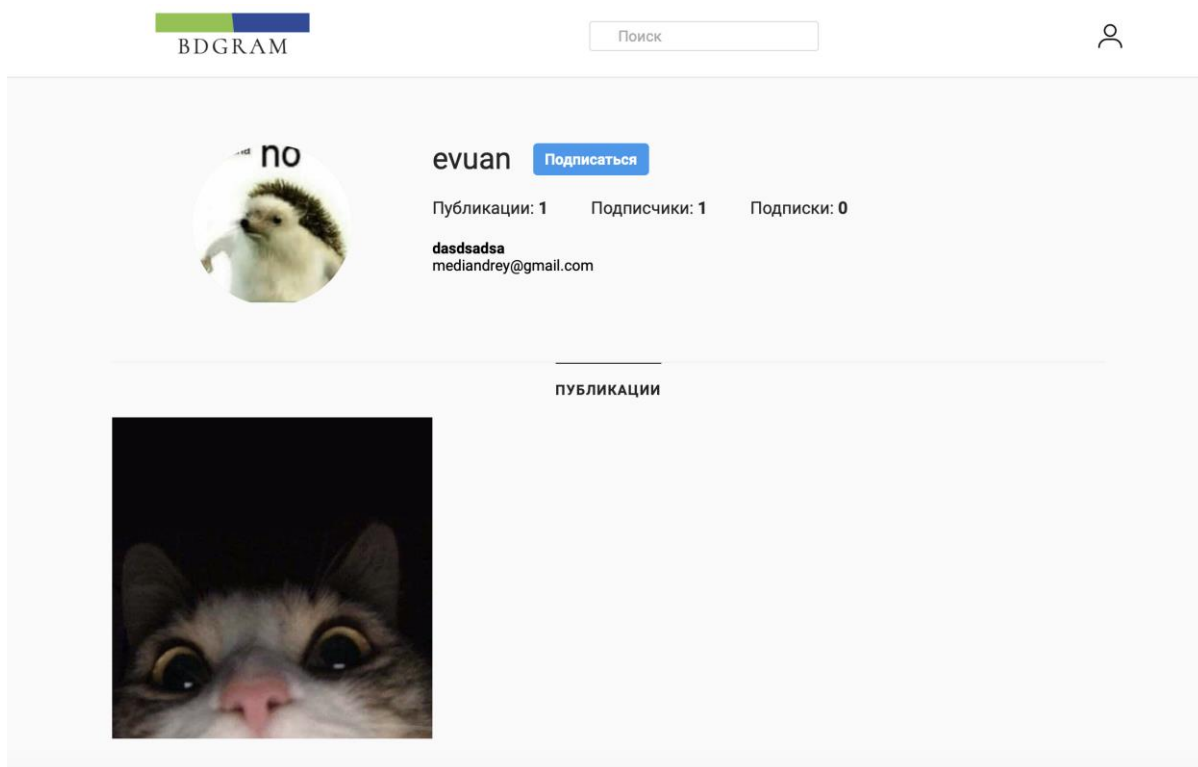 BDGRAM
Поиск
no
evuan Подписаться
Публикации: 1 Подписчики: 1 Подписки: 0
dasdsadsa
mediandrey@gmail.com
ПУБЛИКАЦИИ